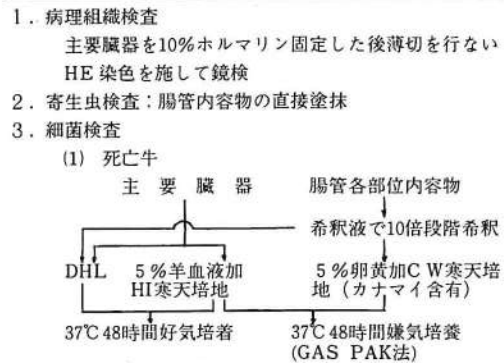 1．病理組織検査
主要臓器を10%ホルマリン固定した後薄切を行ない
HE染色を施して鏡検
2．寄生虫検査：腸管内容物の直接塗抹
3．細菌検査
(1) 死亡牛
主要臓器 腸管各部位内容物
希釈液で10倍段階希釈
DHL 5%羊血液加 5%卵黄加CW寒天培
HI寒天培地 地（カナマイ含有）
37℃48時間好気培着 37℃48時間嫌気培養
(GAS PAK法)